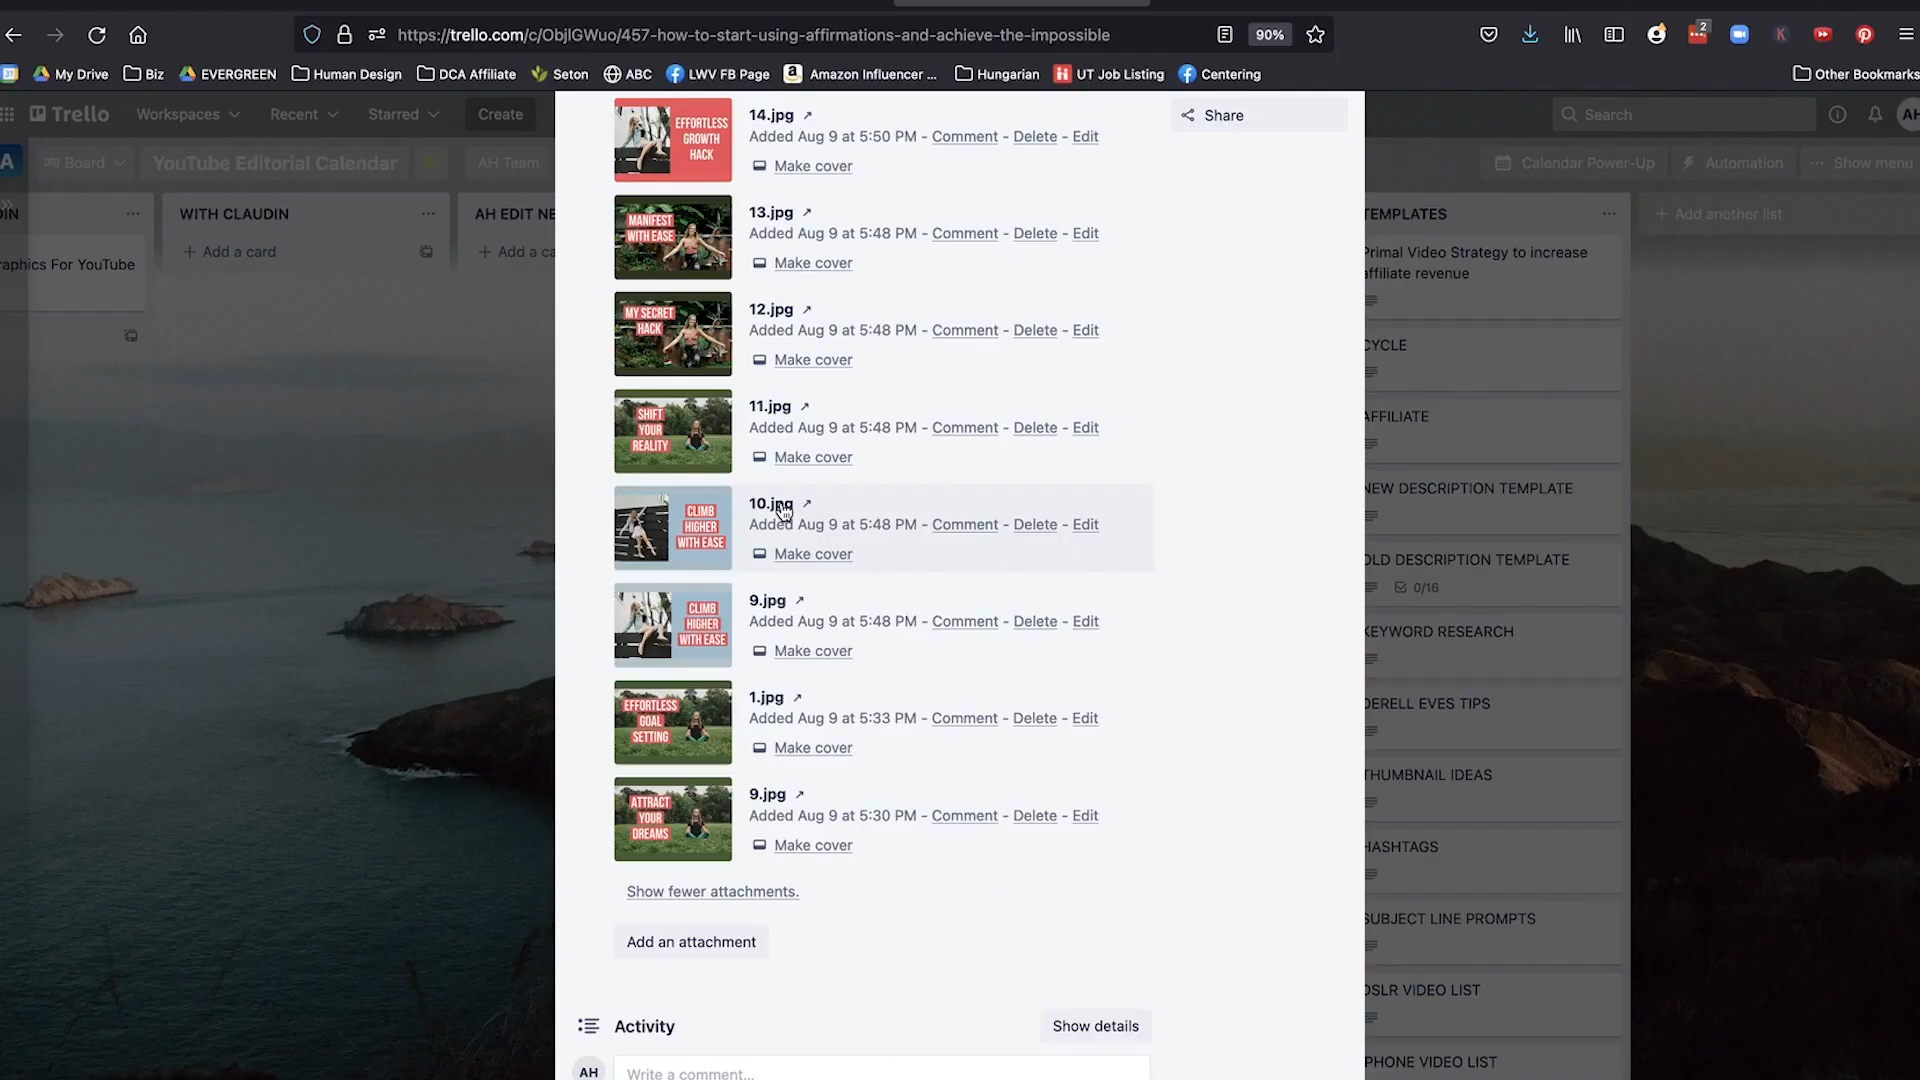 https://trello.com/c/ObjlGWuo/457-how-to-start-using-affirmations-and-achieve-the-impossible
90%
2
31
My Drive
Biz
EVERGREEN
Human Design
DCA Affiliate
Seton
ABC
LWV FB Page
Amazon Influencer ...
Hungarian
UT Job Listing
Centering
Other Bookmarks
Trello
Workspaces
Recent
Starred
Create
Search
AH
A
Board
YouTube Editorial Calendar
AH Team
Calendar Power-Up
Automation
Show menu
DIN
raphics For YouTube
WITH CLAUDIN
+ Add a card
AH EDIT NE
+ Add a ca
EFFORTLESS
GROWTH
HACK
14.jpg
Added Aug 9 at 5:50 PM - Comment - Delete - Edit
Make cover
MANIFEST
WITH EASE
13.jpg
Added Aug 9 at 5:48 PM - Comment - Delete - Edit
Make cover
MY SECRET
HACK
12.jpg
Added Aug 9 at 5:48 PM - Comment - Delete - Edit
Make cover
SHIFT
YOUR
REALITY
11.jpg
Added Aug 9 at 5:48 PM - Comment - Delete - Edit
Make cover
CLIMB
HIGHER
WITH EASE
10.jpg
Added Aug 9 at 5:48 PM - Comment - Delete - Edit
Make cover
CLIMB
HIGHER
WITH EASE
9.jpg
Added Aug 9 at 5:48 PM - Comment - Delete - Edit
Make cover
EFFORTLESS
GOAL
SETTING
1.jpg
Added Aug 9 at 5:33 PM - Comment - Delete - Edit
Make cover
ATTRACT
YOUR
DREAMS
9.jpg
Added Aug 9 at 5:30 PM - Comment - Delete - Edit
Make cover
Show fewer attachments.
Add an attachment
Activity
Show details
AH
Write a comment...
Share
TEMPLATES
Primal Video Strategy to increase
affiliate revenue
CYCLE
AFFILIATE
NEW DESCRIPTION TEMPLATE
OLD DESCRIPTION TEMPLATE
0/16
KEYWORD RESEARCH
DERELL EVES TIPS
THUMBNAIL IDEAS
HASHTAGS
SUBJECT LINE PROMPTS
DSLR VIDEO LIST
PHONE VIDEO LIST
+ Add another list